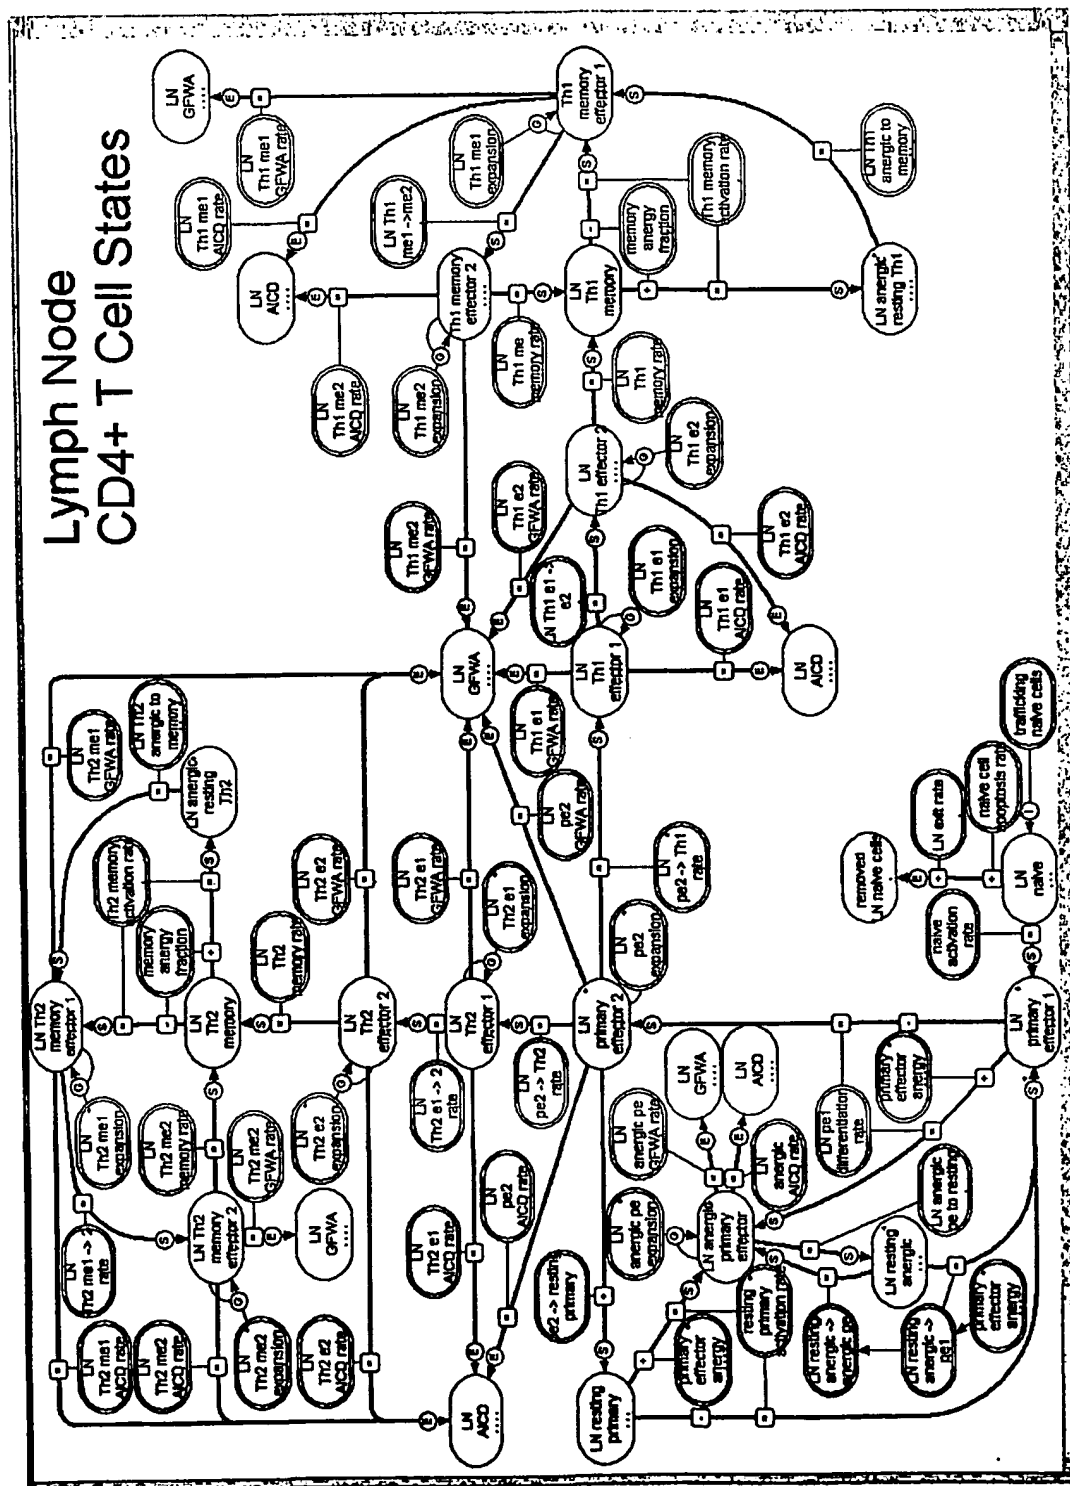 Lymph Node
CD4+ T Cell States
LN
GFWA
....
LN
Th1 me1
GFWA rate
LN
Th1 me1
AICD rate
LN
AICD
....
Th1
memory
effector 1
LN
Th1 me1
expansion
LN Th1
me1 ->me2
LN
Th1 me2
AICD rate
LN
Th1 me2
expansion
LN
Th1 memory
effector 2
LN
Th1 me
memory rate
LN
Th1
memory
memory
anergy
fraction
Th1 memory
activation rate
LN Th1
anergic to
memory
LN anergic
resting Th1
....
LN
Th1
memory rate
LN
Th1 effector 2
....
LN
Th1 e2
expansion
LN
Th1 e2
AICD rate
LN
Th1 me2
GFWA rate
LN
Th1 e2
GFWA rate
LN Th1 e1 ->
e2
LN
Th1 e1
expansion
LN
Th1 e1
AICD rate
LN
AICD
....
LN
GFWA
....
LN
Th1
effector 1
LN
Th1 e1
GFWA rate
LN
pe2
GFWA rate
LN
pe2 -> Th1
rate
LN
Th2 me1
GFWA rate
LN Th2
anergic to
memory
LN anergic
resting
Th2
Th2 memory
activation rate
memory
anergy
fraction
LN
Th2
memory rate
LN
Th2 e2
GFWA rate
LN
Th2 e1
GFWA rate
LN
Th2 e1
expansion
LN
pe2
expansion
LN Th2
memory
effector 1
LN
Th2
memory
LN
Th2
effector 2
LN
Th2
effector 1
LN
primary
effector 2
LN
Th2 me1
expansion
LN
Th2 me2
memory rate
LN
Th2 me2
GFWA rate
LN
Th2 e2
expansion
LN
Th2 e1 -> 2
rate
LN
pe2 -> Th2
rate
LN
Th2 me1 -> 2
rate
LN Th2
memory
effector 2
LN
GFWA
....
LN
Th2 me1
AICD rate
LN
Th2 me2
AICD rate
LN
Th2 me2
expansion
LN
Th2 e2
AICD rate
LN
Th2 e1
AICD rate
LN
pe2
AICD rate
pe2 -> resting
primary
LN
AICD
....
LN resting
primary
...
primary
effector
anergy
resting
primary
activation rate
LN
anergic pe
expansion
LN
anergic pe
GFWA rate
LN anergic
primary
effector
LN
anergic
AICD rate
LN
GFWA
....
LN
AICD
....
LN resting
anergic
....
LN resting
anergic ->
anergic pe
LN resting
anergic ->
pe1
primary
effector
anergy
LN anergic
pe to resting
LN pe1
differentiation
rate
primary
effector
anergy
LN
primary
effector 1
naive
activation
rate
LN
naive
...
removed
LN naive cells
....
LN exit rate
naive cell
apoptosis rate
trafficking
naive cells